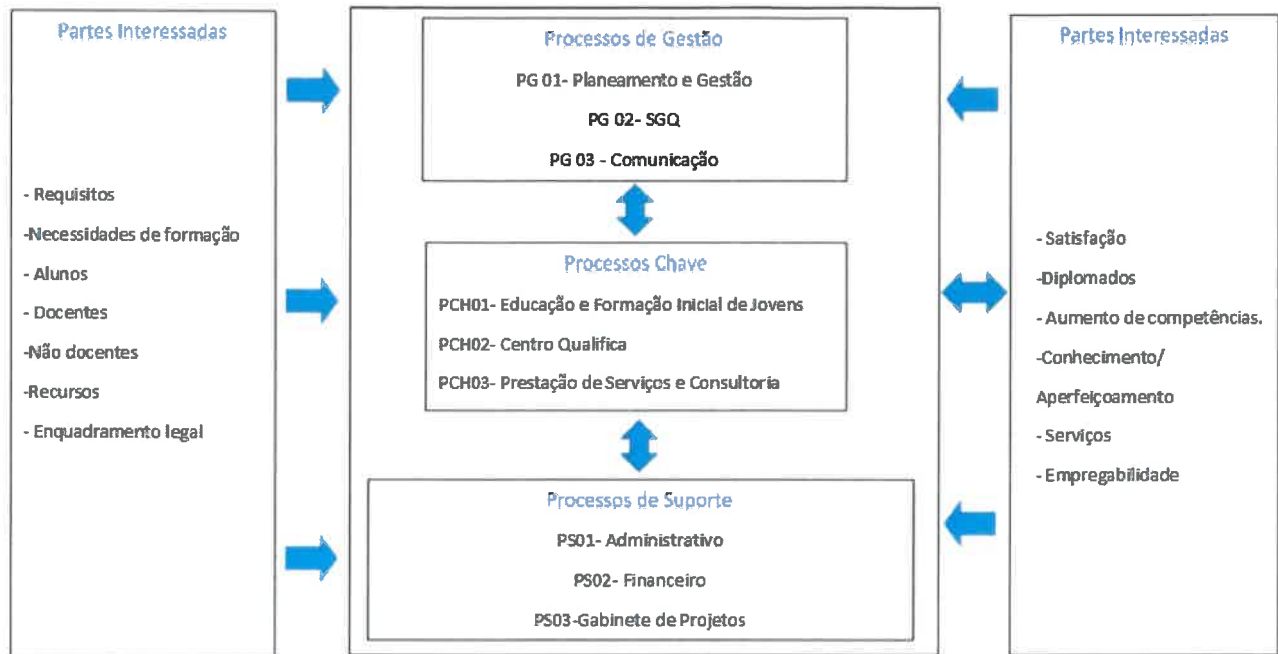 Partes Interessadas
- Requisitos
-Necessidades de formação
- Alunos
- Docentes
-Não docentes
-Recursos
- Enquadramento legal
Processos de Gestão
PG 01- Planeamento e Gestão
PG 02- SGQ
PG 03 - Comunicação
Processos Chave
PCH01- Educação e Formação Inicial de Jovens
PCH02- Centro Qualifica
PCH03- Prestação de Serviços e Consultoria
Processos de Suporte
PS01- Administrativo
PS02- Financeiro
PS03-Gabinete de Projetos
Partes Interessadas
- Satisfação
-Diplomados
- Aumento de competências.
-Conhecimento/
Aperfeiçoamento
- Serviços
- Empregabilidade